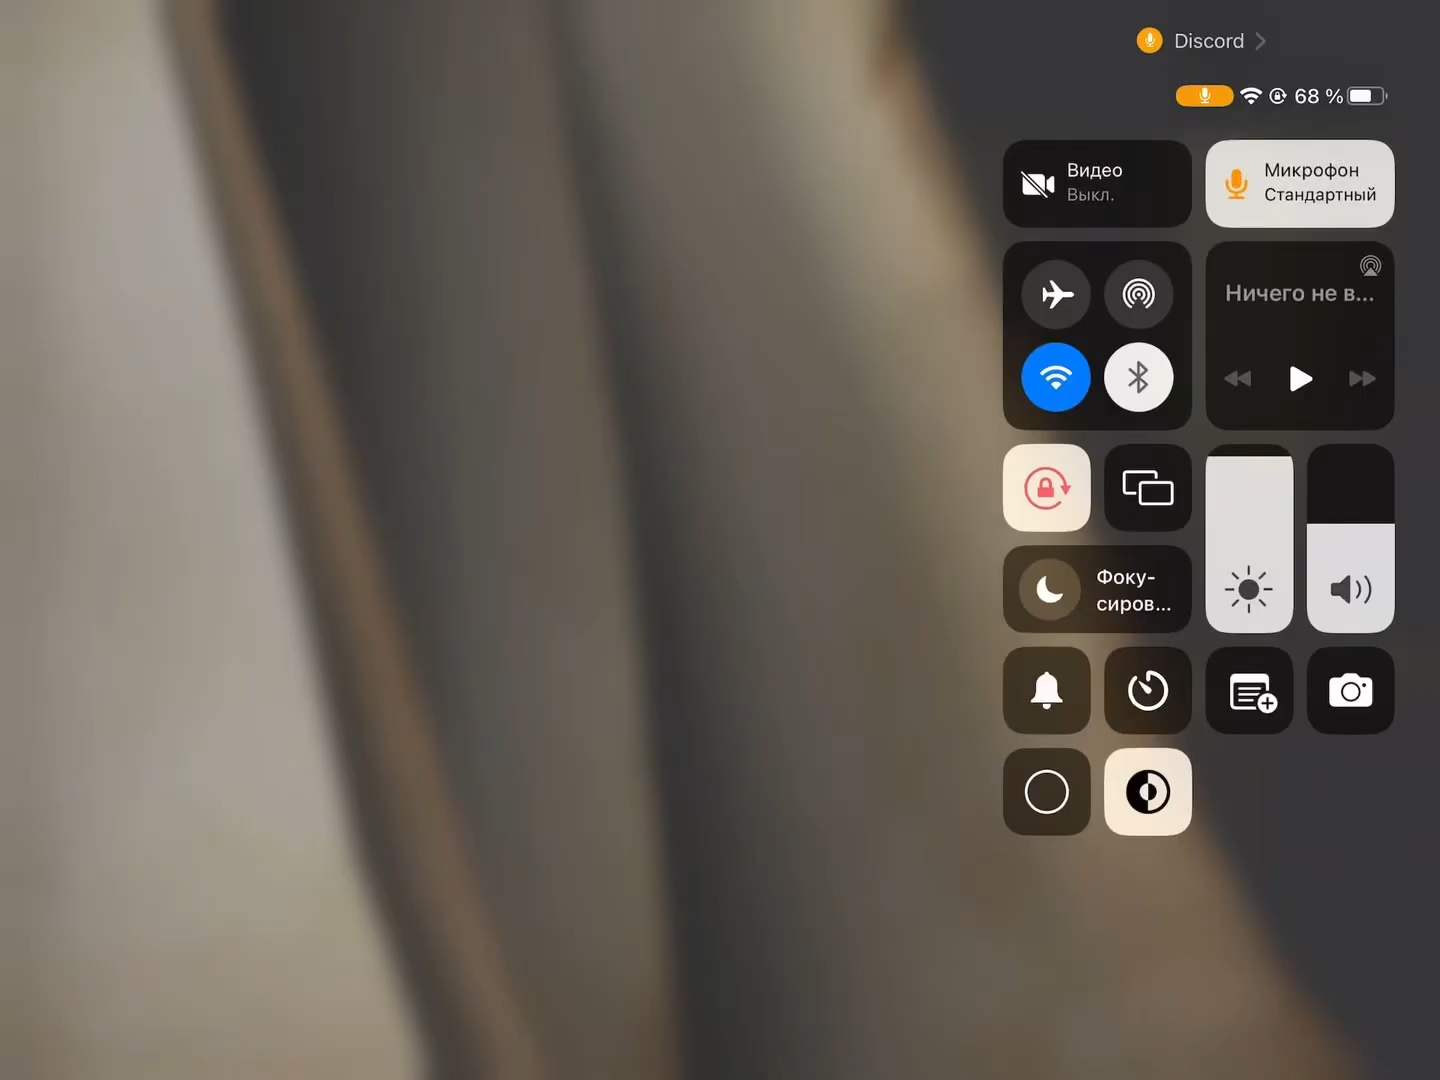 Discord
68 %
Видео
Выкл.
Микрофон
Стандартный
Ничего не в...
Фоку-
сиров...